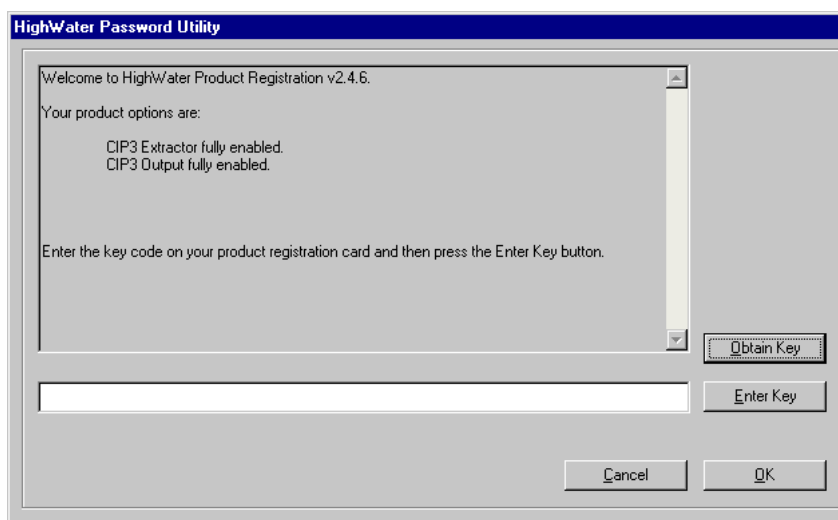 HighWater Password Utility
Welcome to HighWater Product Registration v2.4.6.
Your product options are:
CIP3 Extractor fully enabled.
CIP3 Output fully enabled.
Enter the key code on your product registration card and then press the Enter Key button.
Obtain Key
Enter Key
Cancel
OK